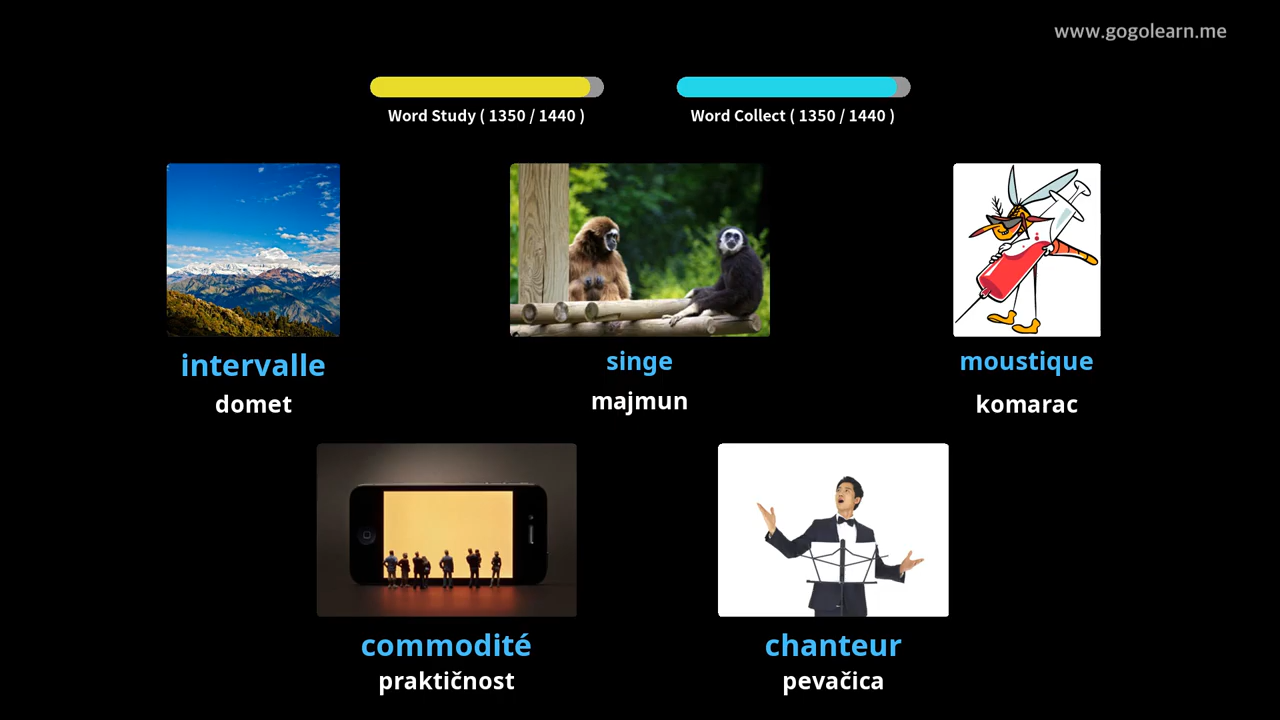 www.gogolearn.me
Word Study ( 1350 / 1440 )
Word Collect ( 1350 / 1440 )
intervalle
domet
singe
majmun
moustique
komarac
commodité
praktičnost
chanteur
pevačica